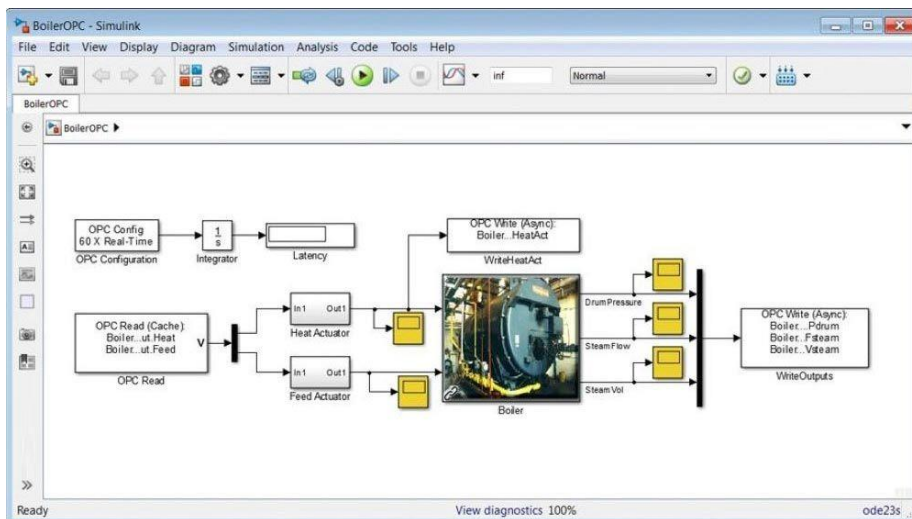 BoilerOPC - Simulink
File Edit View Display Diagram Simulation Analysis Code Tools Help
inf Normal
BoilerOPC
BoilerOPC
OPC Config
60 X Real-Time
OPC Configuration
1
s
Integrator
Latency
OPC Write (Async):
Boiler...HeatAct
WriteHeatAct
OPC Read (Cache):
Boiler...ut.Heat
Boiler...ut.Feed
V
OPC Read
In1 Out1
Heat Actuator
In1 Out1
Feed Actuator
Boiler
DrumPressure
SteamFlow
SteamVol
OPC Write (Async):
Boiler...Pdrum
Boiler...Fsteam
Boiler...Vsteam
WriteOutputs
Ready View diagnostics 100% ode23s